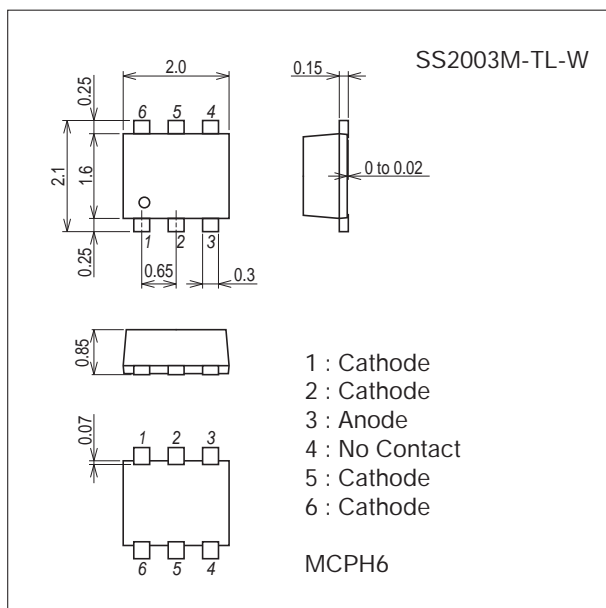 SS2003M-TL-W
2.0
0.15
0.25
6 5 4
2.1
1.6
0 to 0.02
0.25
1 2 3
0.65
0.3
0.85
0.07
1 2 3
6 5 4
1 : Cathode
2 : Cathode
3 : Anode
4 : No Contact
5 : Cathode
6 : Cathode
MCPH6